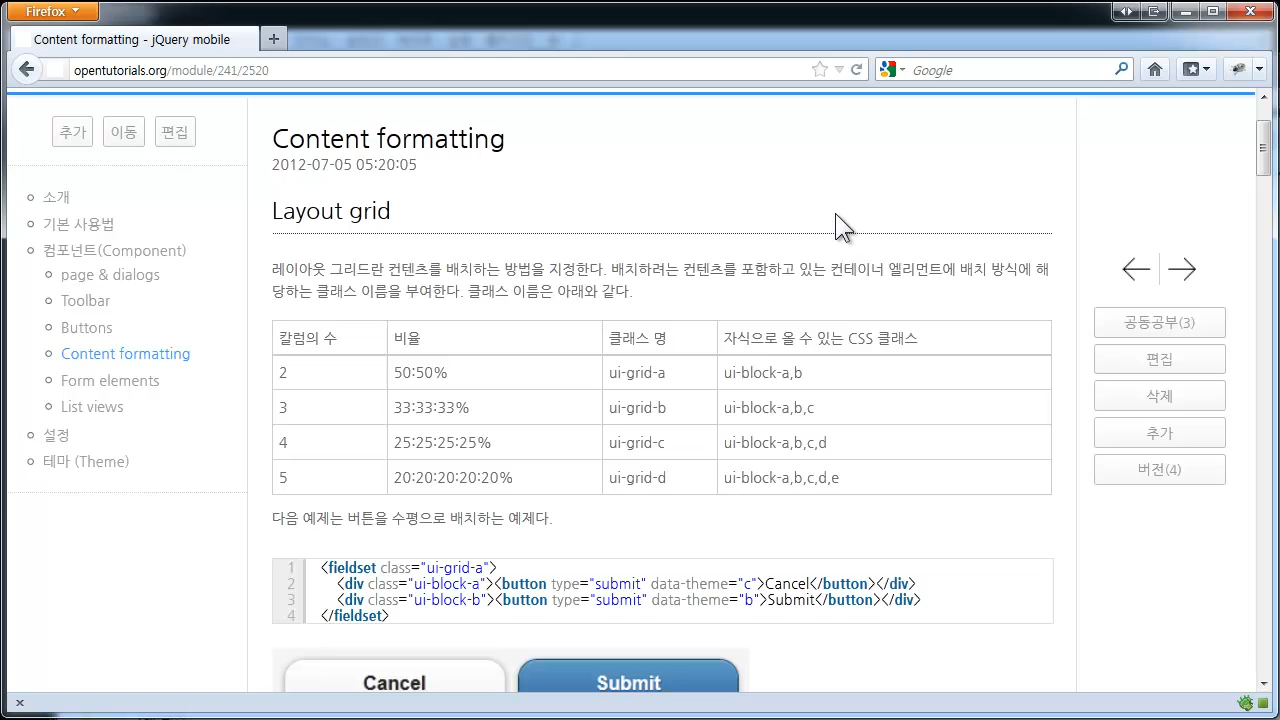 Firefox
Content formatting - jQuery mobile
opentutorials.org/module/241/2520
Google
추가 이동 편집
소개
기본 사용법
컴포넌트(Component)
page & dialogs
Toolbar
Buttons
Content formatting
Form elements
List views
설정
테마 (Theme)
Content formatting
2012-07-05 05:20:05
Layout grid
레이아웃 그리드란 컨텐츠를 배치하는 방법을 지정한다. 배치하려는 컨텐츠를 포함하고 있는 컨테이너 엘리먼트에 배치 방식에 해
당하는 클래스 이름을 부여한다. 클래스 이름은 아래와 같다.
칼럼의 수 비율 클래스 명 자식으로 올 수 있는 CSS 클래스
2 50:50% ui-grid-a ui-block-a,b
3 33:33:33% ui-grid-b ui-block-a,b,c
4 25:25:25:25% ui-grid-c ui-block-a,b,c,d
5 20:20:20:20:20% ui-grid-d ui-block-a,b,c,d,e
다음 예제는 버튼을 수평으로 배치하는 예제다.
1 <fieldset class="ui-grid-a">
2 <div class="ui-block-a"><button type="submit" data-theme="c">Cancel</button></div>
3 <div class="ui-block-b"><button type="submit" data-theme="b">Submit</button></div>
4 </fieldset>
Cancel Submit
공동공부(3)
편집
삭제
추가
버전(4)